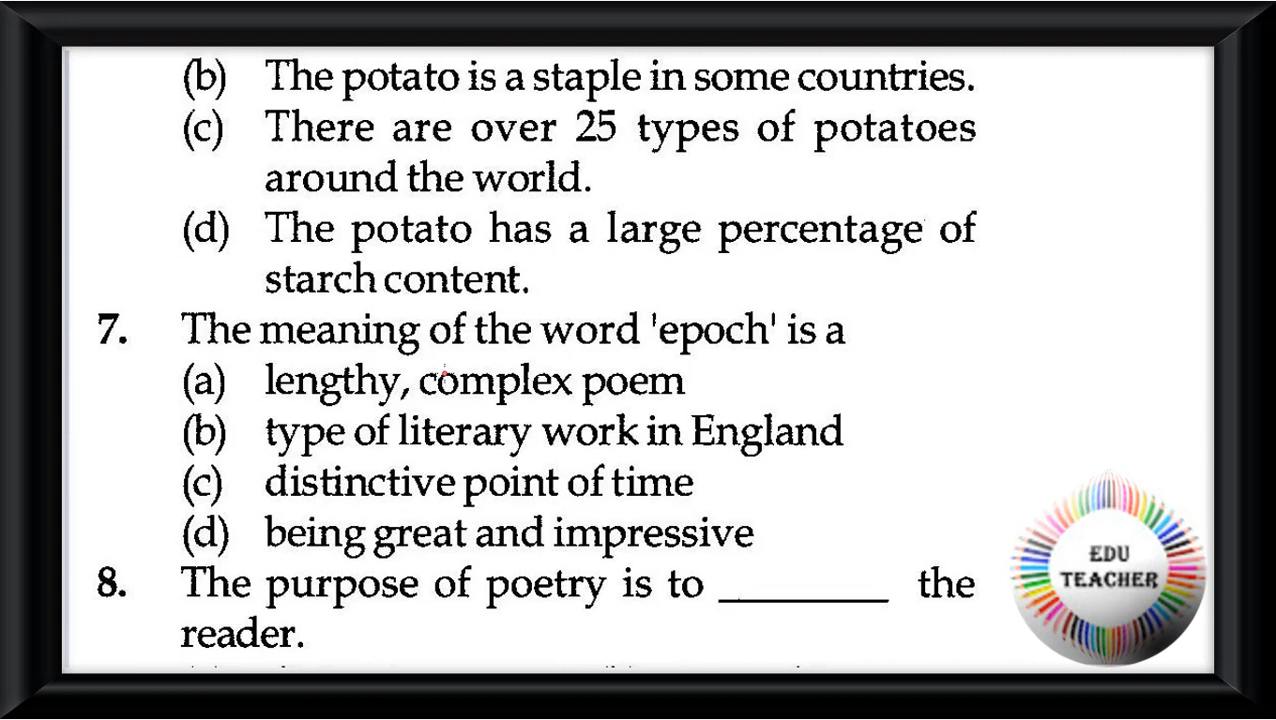 (b) The potato is a staple in some countries.
(c) There are over 25 types of potatoes
around the world.
(d) The potato has a large percentage of
starch content.
7. The meaning of the word 'epoch' is a
(a) lengthy, complex poem
(b) type of literary work in England
(c) distinctive point of time
(d) being great and impressive
8. The purpose of poetry is to ________ the
reader.
EDU
TEACHER